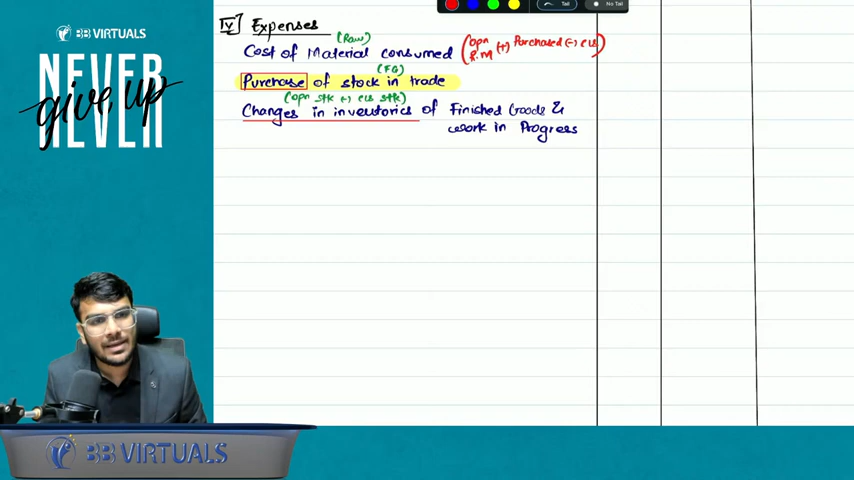 Tail
No Tail
BB VIRTUALS
NEVER
give up
NEVER
IV] Expenses
(Raw)
Cost of Material consumed (opn R.M (+) Purchased (-) cls)
(FG)
Purchase of stock in trade
(opn stk (-) cls stk)
Changes in inventories of Finished Goods &
work in Progress
BB VIRTUALS